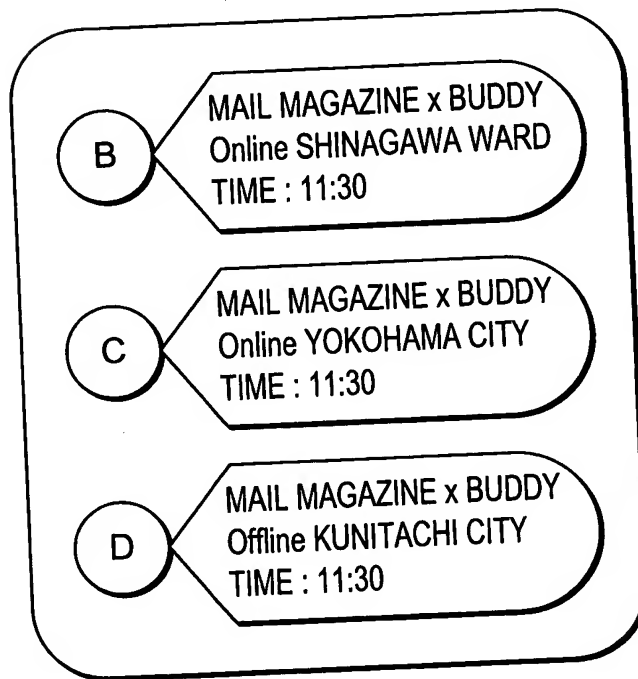 B
MAIL MAGAZINE x BUDDY
Online SHINAGAWA WARD
TIME : 11:30
C
MAIL MAGAZINE x BUDDY
Online YOKOHAMA CITY
TIME : 11:30
D
MAIL MAGAZINE x BUDDY
Offline KUNITACHI CITY
TIME : 11:30